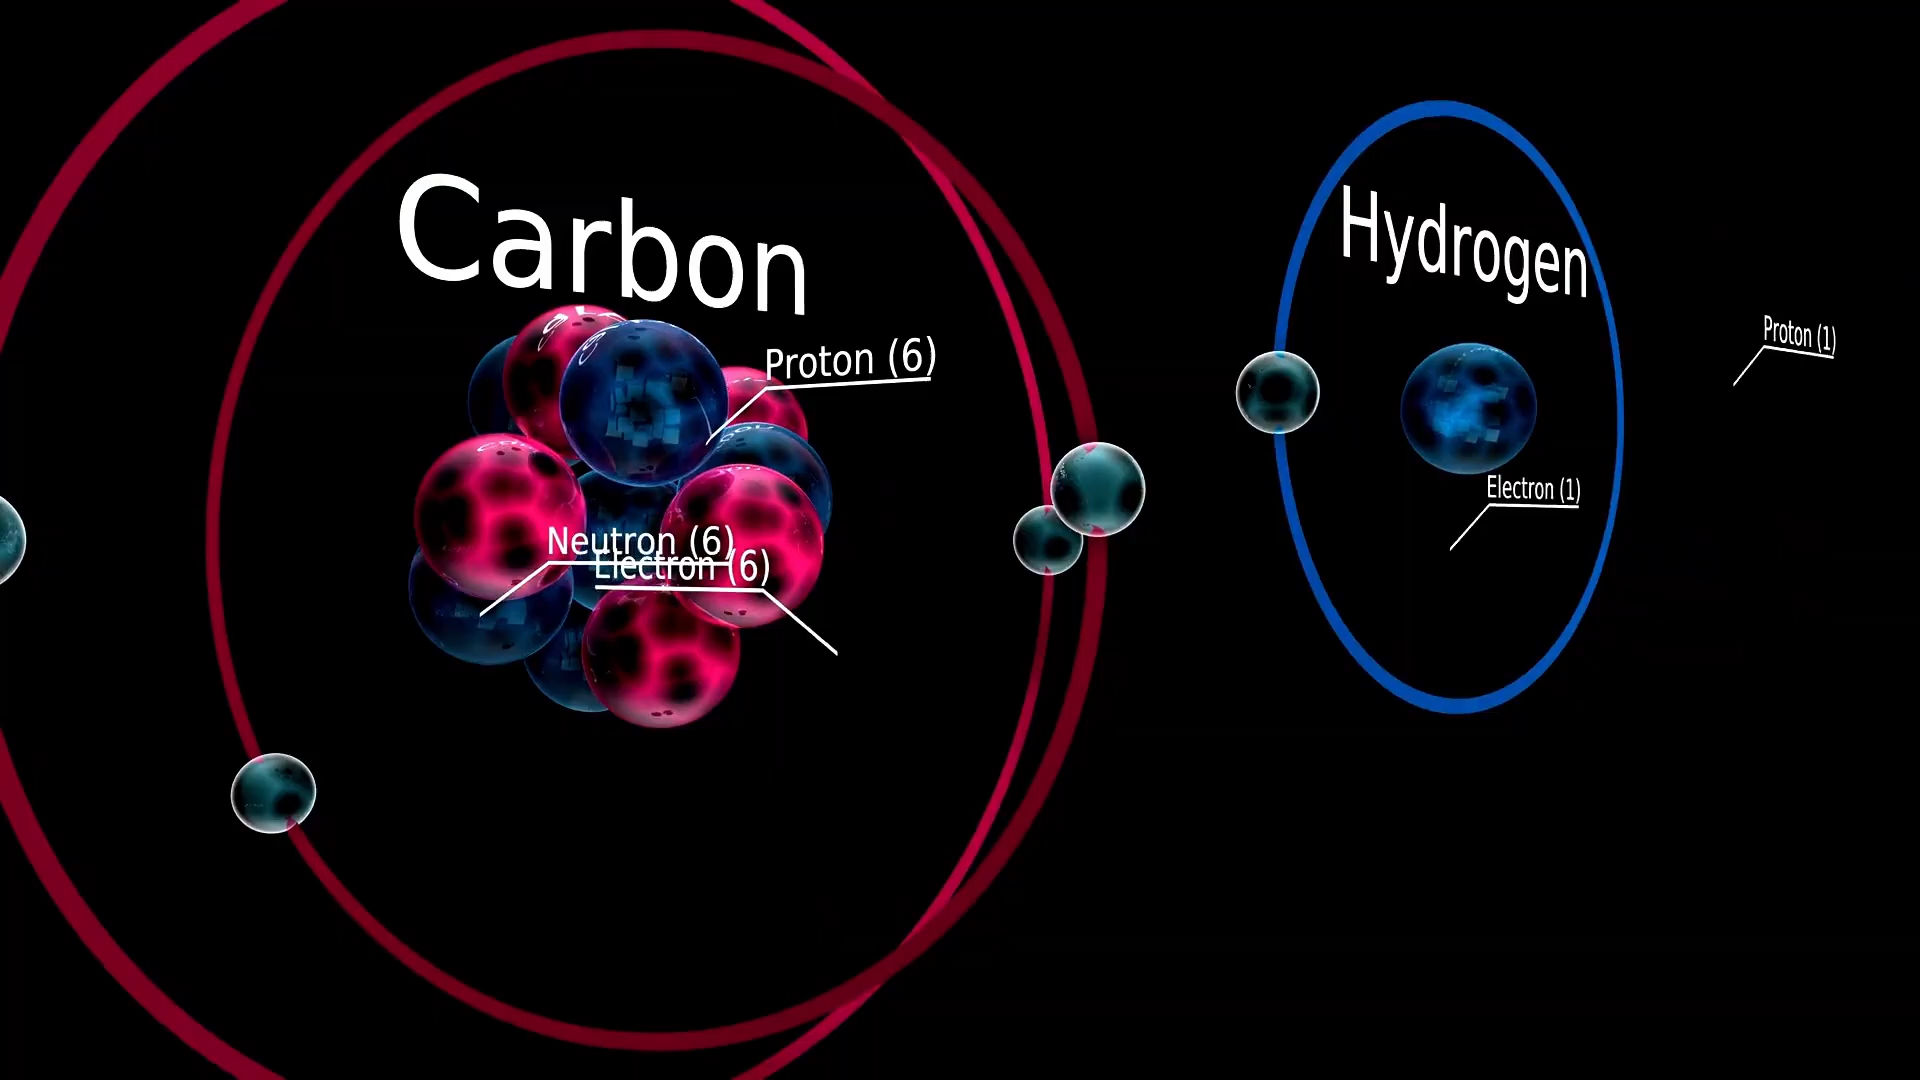 Carbon
Proton (6)
Neutron (6)
Electron (6)
Hydrogen
Proton (1)
Electron (1)